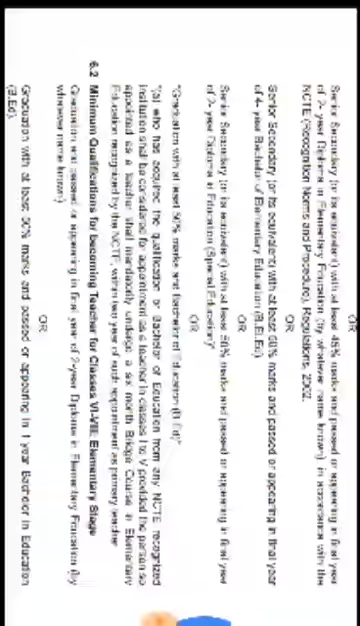 OR
Senior Secondary (or its equivalent) with at least 45% marks and passed or appearing in final year
of 2- year Diploma in Elementary Education (by whatever name known), in accordance with the
NCTE (Recognition Norms and Procedure), Regulations, 2002.
OR
Senior Secondary (or its equivalent) with at least 50% marks and passed or appearing in final year
of 4- year Bachelor of Elementary Education (B.El.Ed)
OR
Senior Secondary (or its equivalent) with at least 50% marks and passed or appearing in final year
of 2- year Diploma in Education (Special Education)*
OR
"Graduation with at least 50% marks and Bachelor of Education (B.Ed)"
"(a) who has acquired the qualification of Bachelor of Education from any NCTE recognized
institution shall be considered for appointment as a teacher in classes I to V provided the person so
appointed as a teacher shall mandatorily undergo a six month Bridge Course in Elementary
Education recognized by the NCTE, within two year of such appointment as primary teacher
6.2 Minimum Qualifications for becoming Teacher for Classes VI-VIII: Elementary Stage
Graduation and passed or appearing in final year of 2-year Diploma in Elementary Education (by
whatever name known)
OR
Graduation with at least 50% marks and passed or appearing in 1 year Bachelor in Education
(B.Ed).